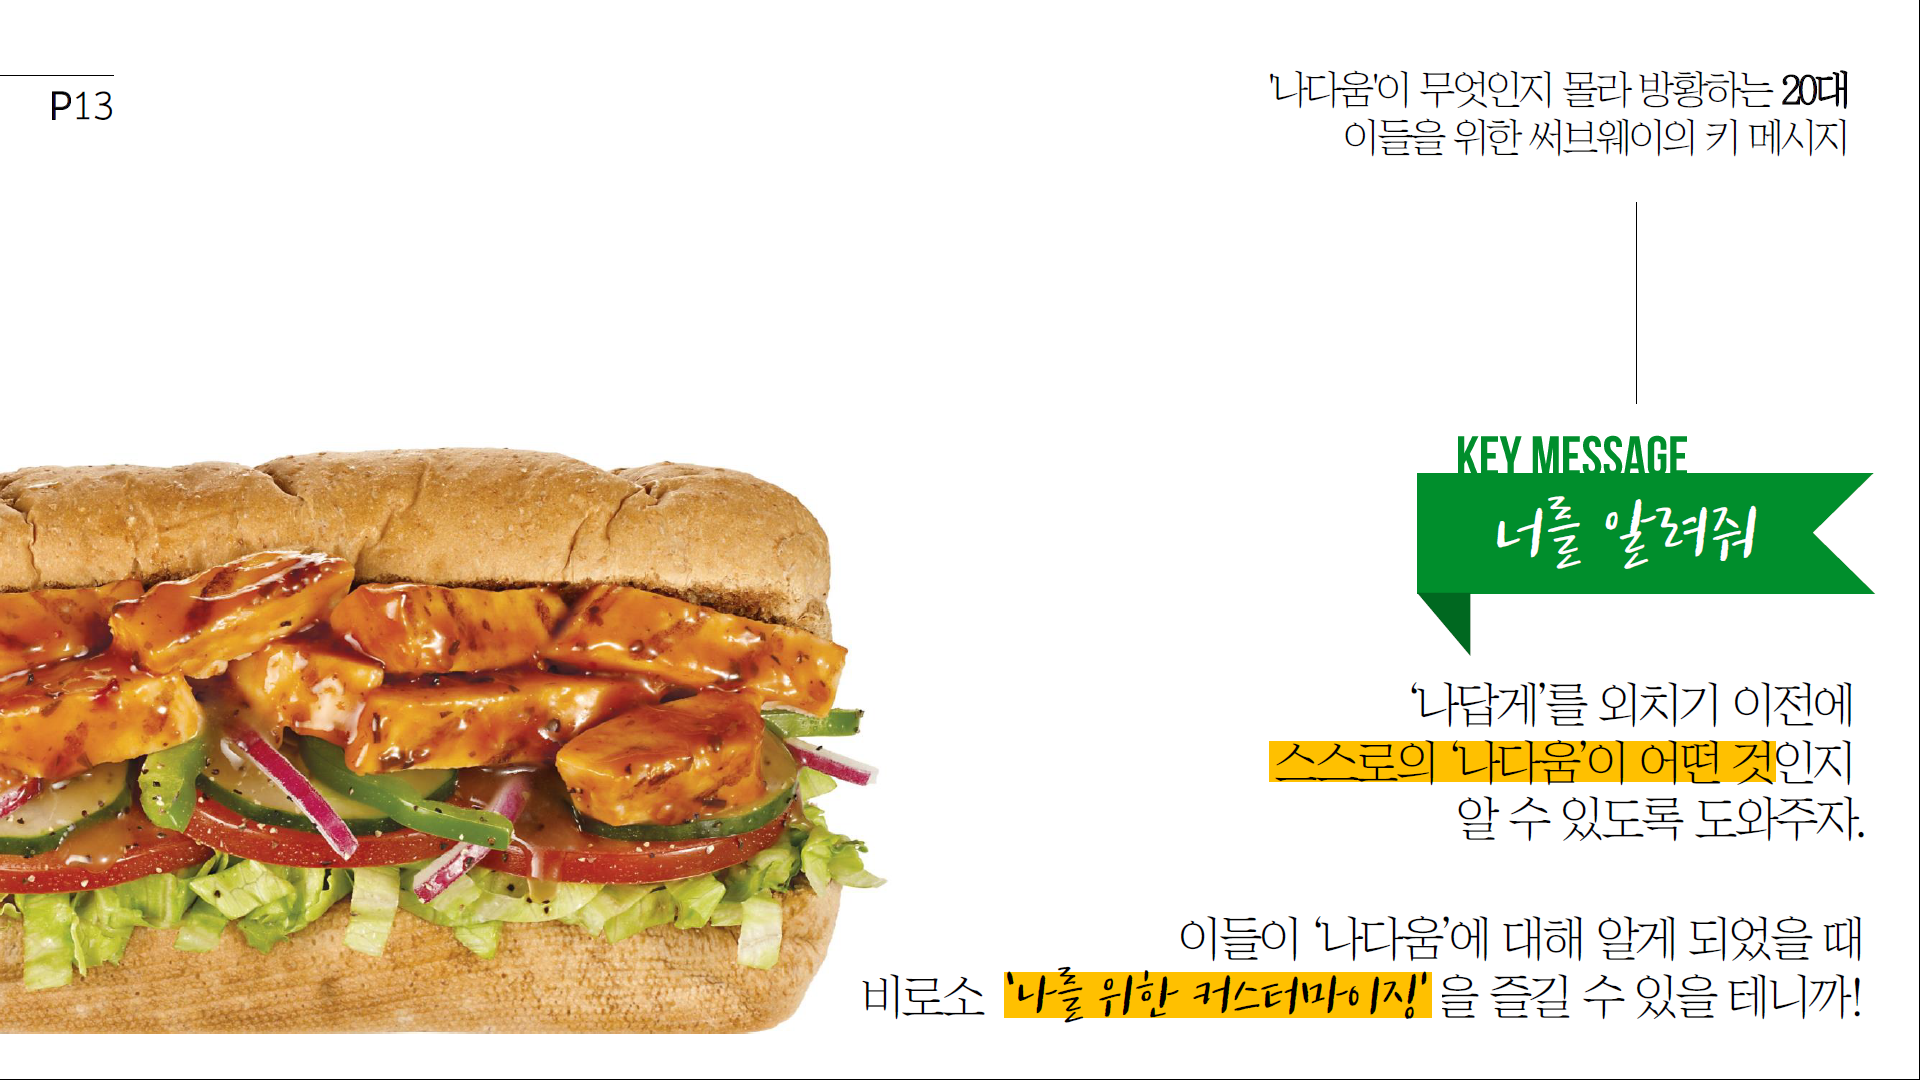 P13
'나다움'이 무엇인지 몰라 방황하는 20대
이들을 위한 써브웨이의 키 메시지
KEY MESSAGE
너를 알려줘
‘나답게’를 외치기 이전에
스스로의 ‘나다움’이 어떤 것인지
알 수 있도록 도와주자.
이들이 ‘나다움’에 대해 알게 되었을 때
비로소 '나를 위한 커스터마이징' 을 즐길 수 있을 테니까!